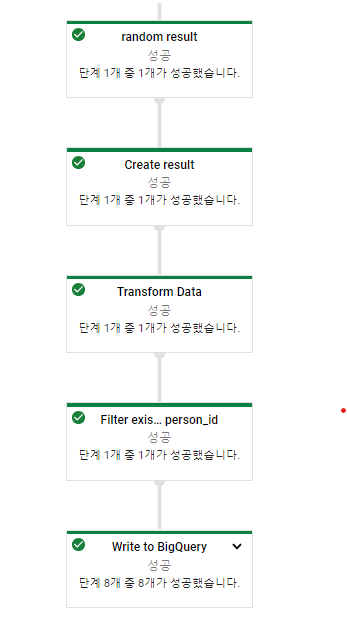 random result
성공
단계 1개 중 1개가 성공했습니다.
Create result
성공
단계 1개 중 1개가 성공했습니다.
Transform Data
성공
단계 1개 중 1개가 성공했습니다.
Filter exis... person_id
성공
단계 1개 중 1개가 성공했습니다.
Write to BigQuery
성공
단계 8개 중 8개가 성공했습니다.